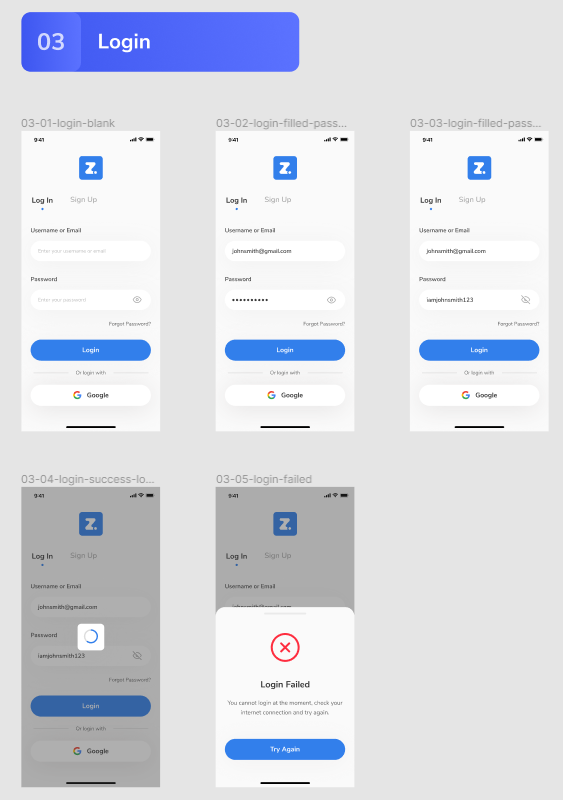 03 Login
03-01-login-blank
03-02-login-filled-pass...
03-03-login-filled-pass...
9:41
Z.
Log In Sign Up
Username or Email
Enter your username or email
Password
Enter your password
Forgot Password?
Login
Or login with
Google
9:41
Z.
Log In Sign Up
Username or Email
johnsmith@gmail.com
Password
••••••••••
Forgot Password?
Login
Or login with
Google
9:41
Z.
Log In Sign Up
Username or Email
johnsmith@gmail.com
Password
iamjohnsmith123
Forgot Password?
Login
Or login with
Google
03-04-login-success-lo...
03-05-login-failed
9:41
Z.
Log In Sign Up
Username or Email
johnsmith@gmail.com
Password
iamjohnsmith123
Forgot Password?
Login
Or login with
Google
9:41
Z.
Log In Sign Up
Username or Email
johnsmith@gmail.com
Login Failed
You cannot login at the moment, check your
internet connection and try again.
Try Again